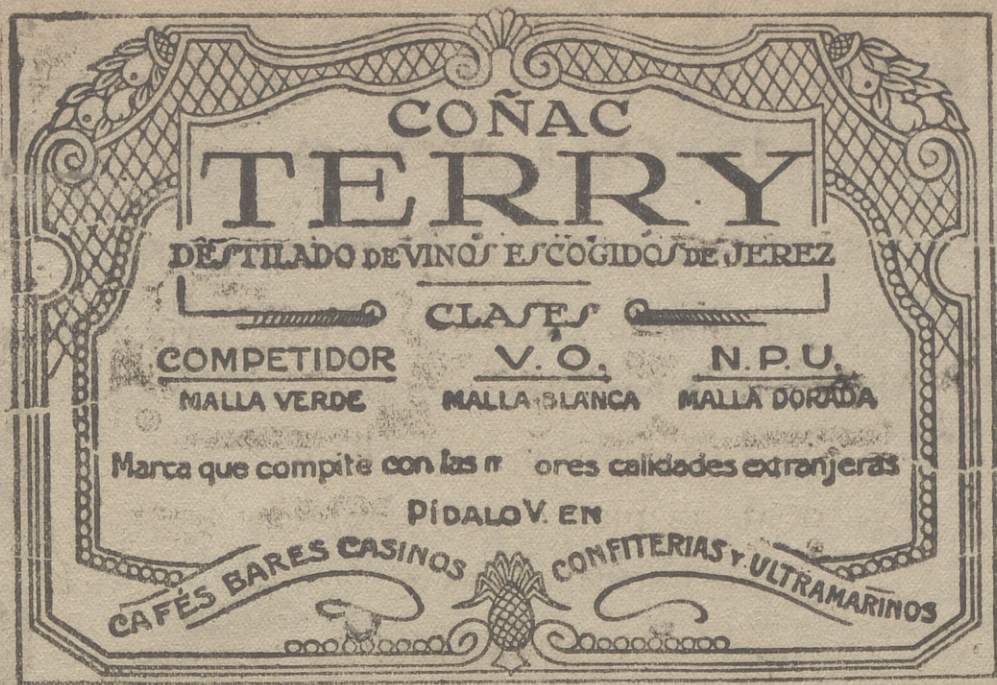 COÑAC
TERRY
DESTILADO DE VINOS ESCOGIDOS DE JEREZ
CLASES
COMPETIDOR V. O. N. P. U.
MALLA VERDE MALLA BLANCA MALLA DORADA
Marca que compite con las calidades extranjeras
PÍDALO V. EN
CAFÉS BARES CASINOS CONFITERIAS Y ULTRAMARINOS